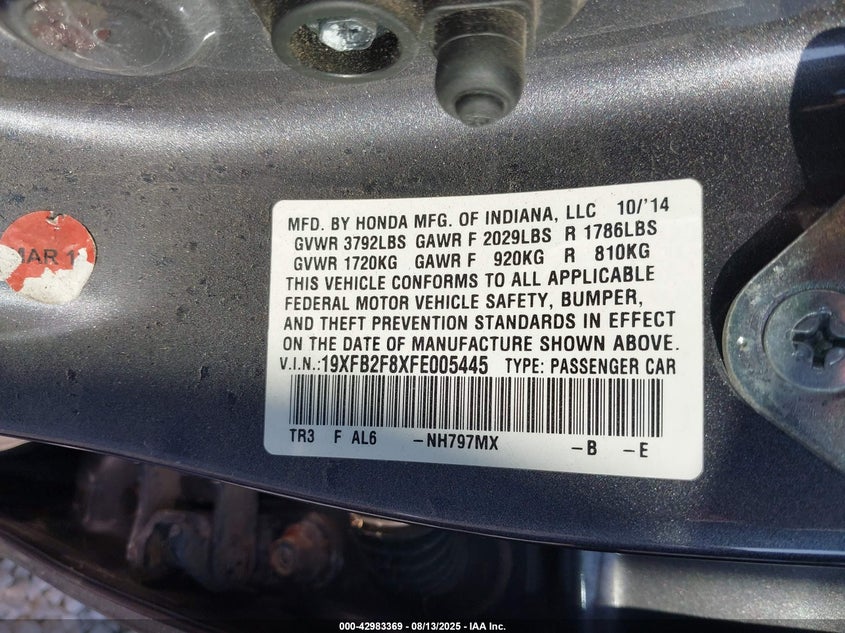 MFD. BY HONDA MFG. OF INDIANA, LLC 10/'14
GVWR 3792LBS GAWR F 2029LBS R 1786LBS
GVWR 1720KG GAWR F 920KG R 810KG
THIS VEHICLE CONFORMS TO ALL APPLICABLE
FEDERAL MOTOR VEHICLE SAFETY, BUMPER,
AND THEFT PREVENTION STANDARDS IN EFFECT
ON THE DATE OF MANUFACTURE SHOWN ABOVE.
V.I.N.:19XFB2F8XFE005445 TYPE: PASSENGER CAR
TR3 F AL6 -NH797MX -B -E
MAR 1
000-42983369 - 08/13/2025 - IAA Inc.